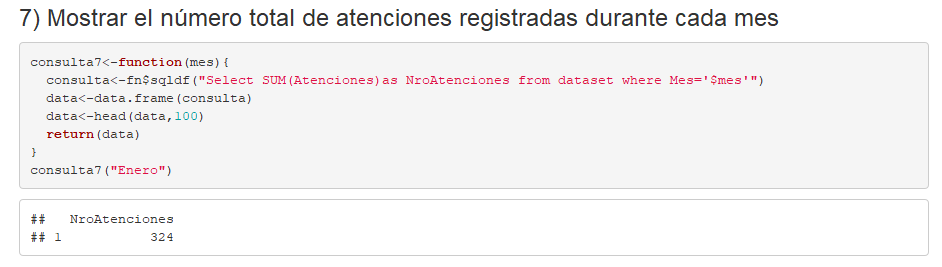 7) Mostrar el número total de atenciones registradas durante cada mes
consulta7<-function(mes){
  consulta<-fn$sqldf("Select SUM(Atenciones)as NroAtenciones from dataset where Mes='$mes'")
  data<-data.frame(consulta)
  data<-head(data,100)
  return(data)
}
consulta7("Enero")
##   NroAtenciones
## 1           324